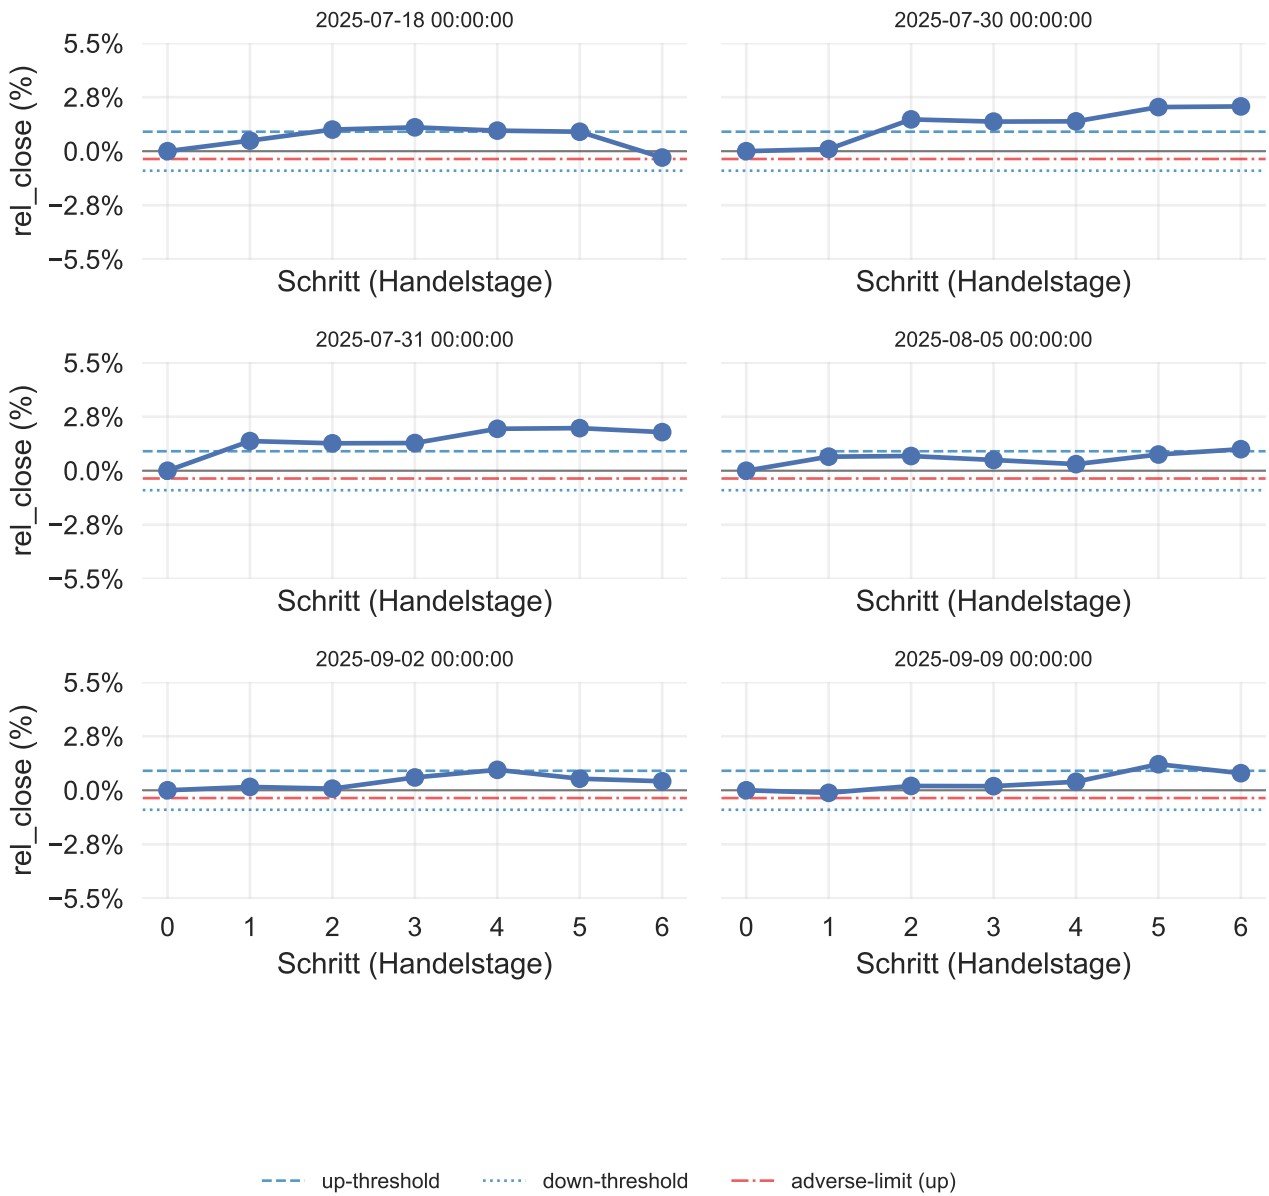 2025-07-18 00:00:00
2025-07-30 00:00:00
5.5%
2.8%
0.0%
−2.8%
−5.5%
rel_close (%)
Schritt (Handelstage)
Schritt (Handelstage)
2025-07-31 00:00:00
2025-08-05 00:00:00
5.5%
2.8%
0.0%
−2.8%
−5.5%
rel_close (%)
Schritt (Handelstage)
Schritt (Handelstage)
2025-09-02 00:00:00
2025-09-09 00:00:00
5.5%
2.8%
0.0%
−2.8%
−5.5%
rel_close (%)
0 1 2 3 4 5 6
0 1 2 3 4 5 6
Schritt (Handelstage)
Schritt (Handelstage)
up-threshold
down-threshold
adverse-limit (up)